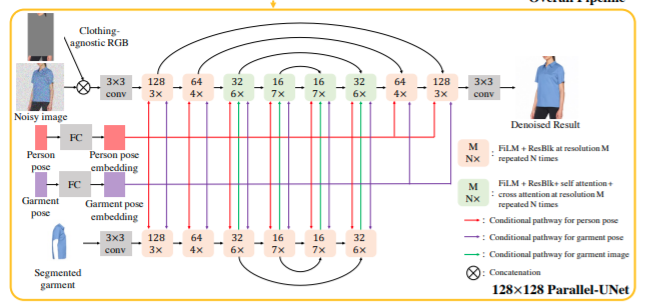 Overall Pipeline
Clothing-
agnostic RGB
Noisy image
3×3
conv
128
3×
64
4×
32
6×
16
7×
16
7×
32
6×
64
4×
128
3×
3×3
conv
Denoised Result
FC
Person
pose
Person pose
embedding
FC
Garment
pose
Garment pose
embedding
M
N×
: FiLM + ResBlk at resolution M
repeated N times
M
N×
: FiLM + ResBlk+ self attention+
cross attention at resolution M
repeated N times
: Conditional pathway for person pose
: Conditional pathway for garment pose
: Conditional pathway for garment image
: Concatenation
Segmented
garment
3×3
conv
128
3×
64
4×
32
6×
16
7×
16
7×
32
6×
128×128 Parallel-UNet